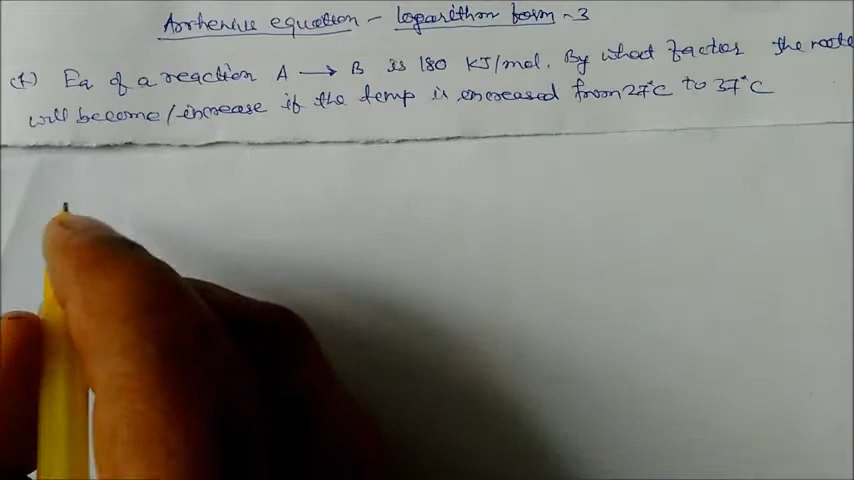 Arrhenius equation - logarithm form - 3
(1) Ea of a reaction A → B is 180 KJ/mol. By what factor the rate
will become/increase if the temp is increased from 27°C to 37°C